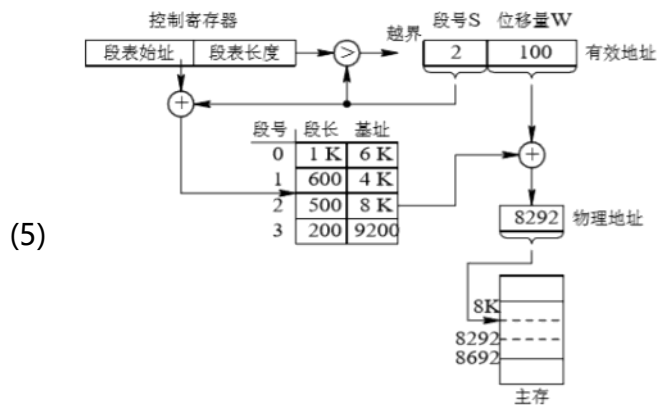 控制寄存器
段表始址 段表长度
>
越界
段号S 位移量W
2 100
有效地址
+
段号 段长 基址
0 1 K 6 K
1 600 4 K
2 500 8 K
3 200 9200
+
(5)
8292 物理地址
8K
8292
8692
主存